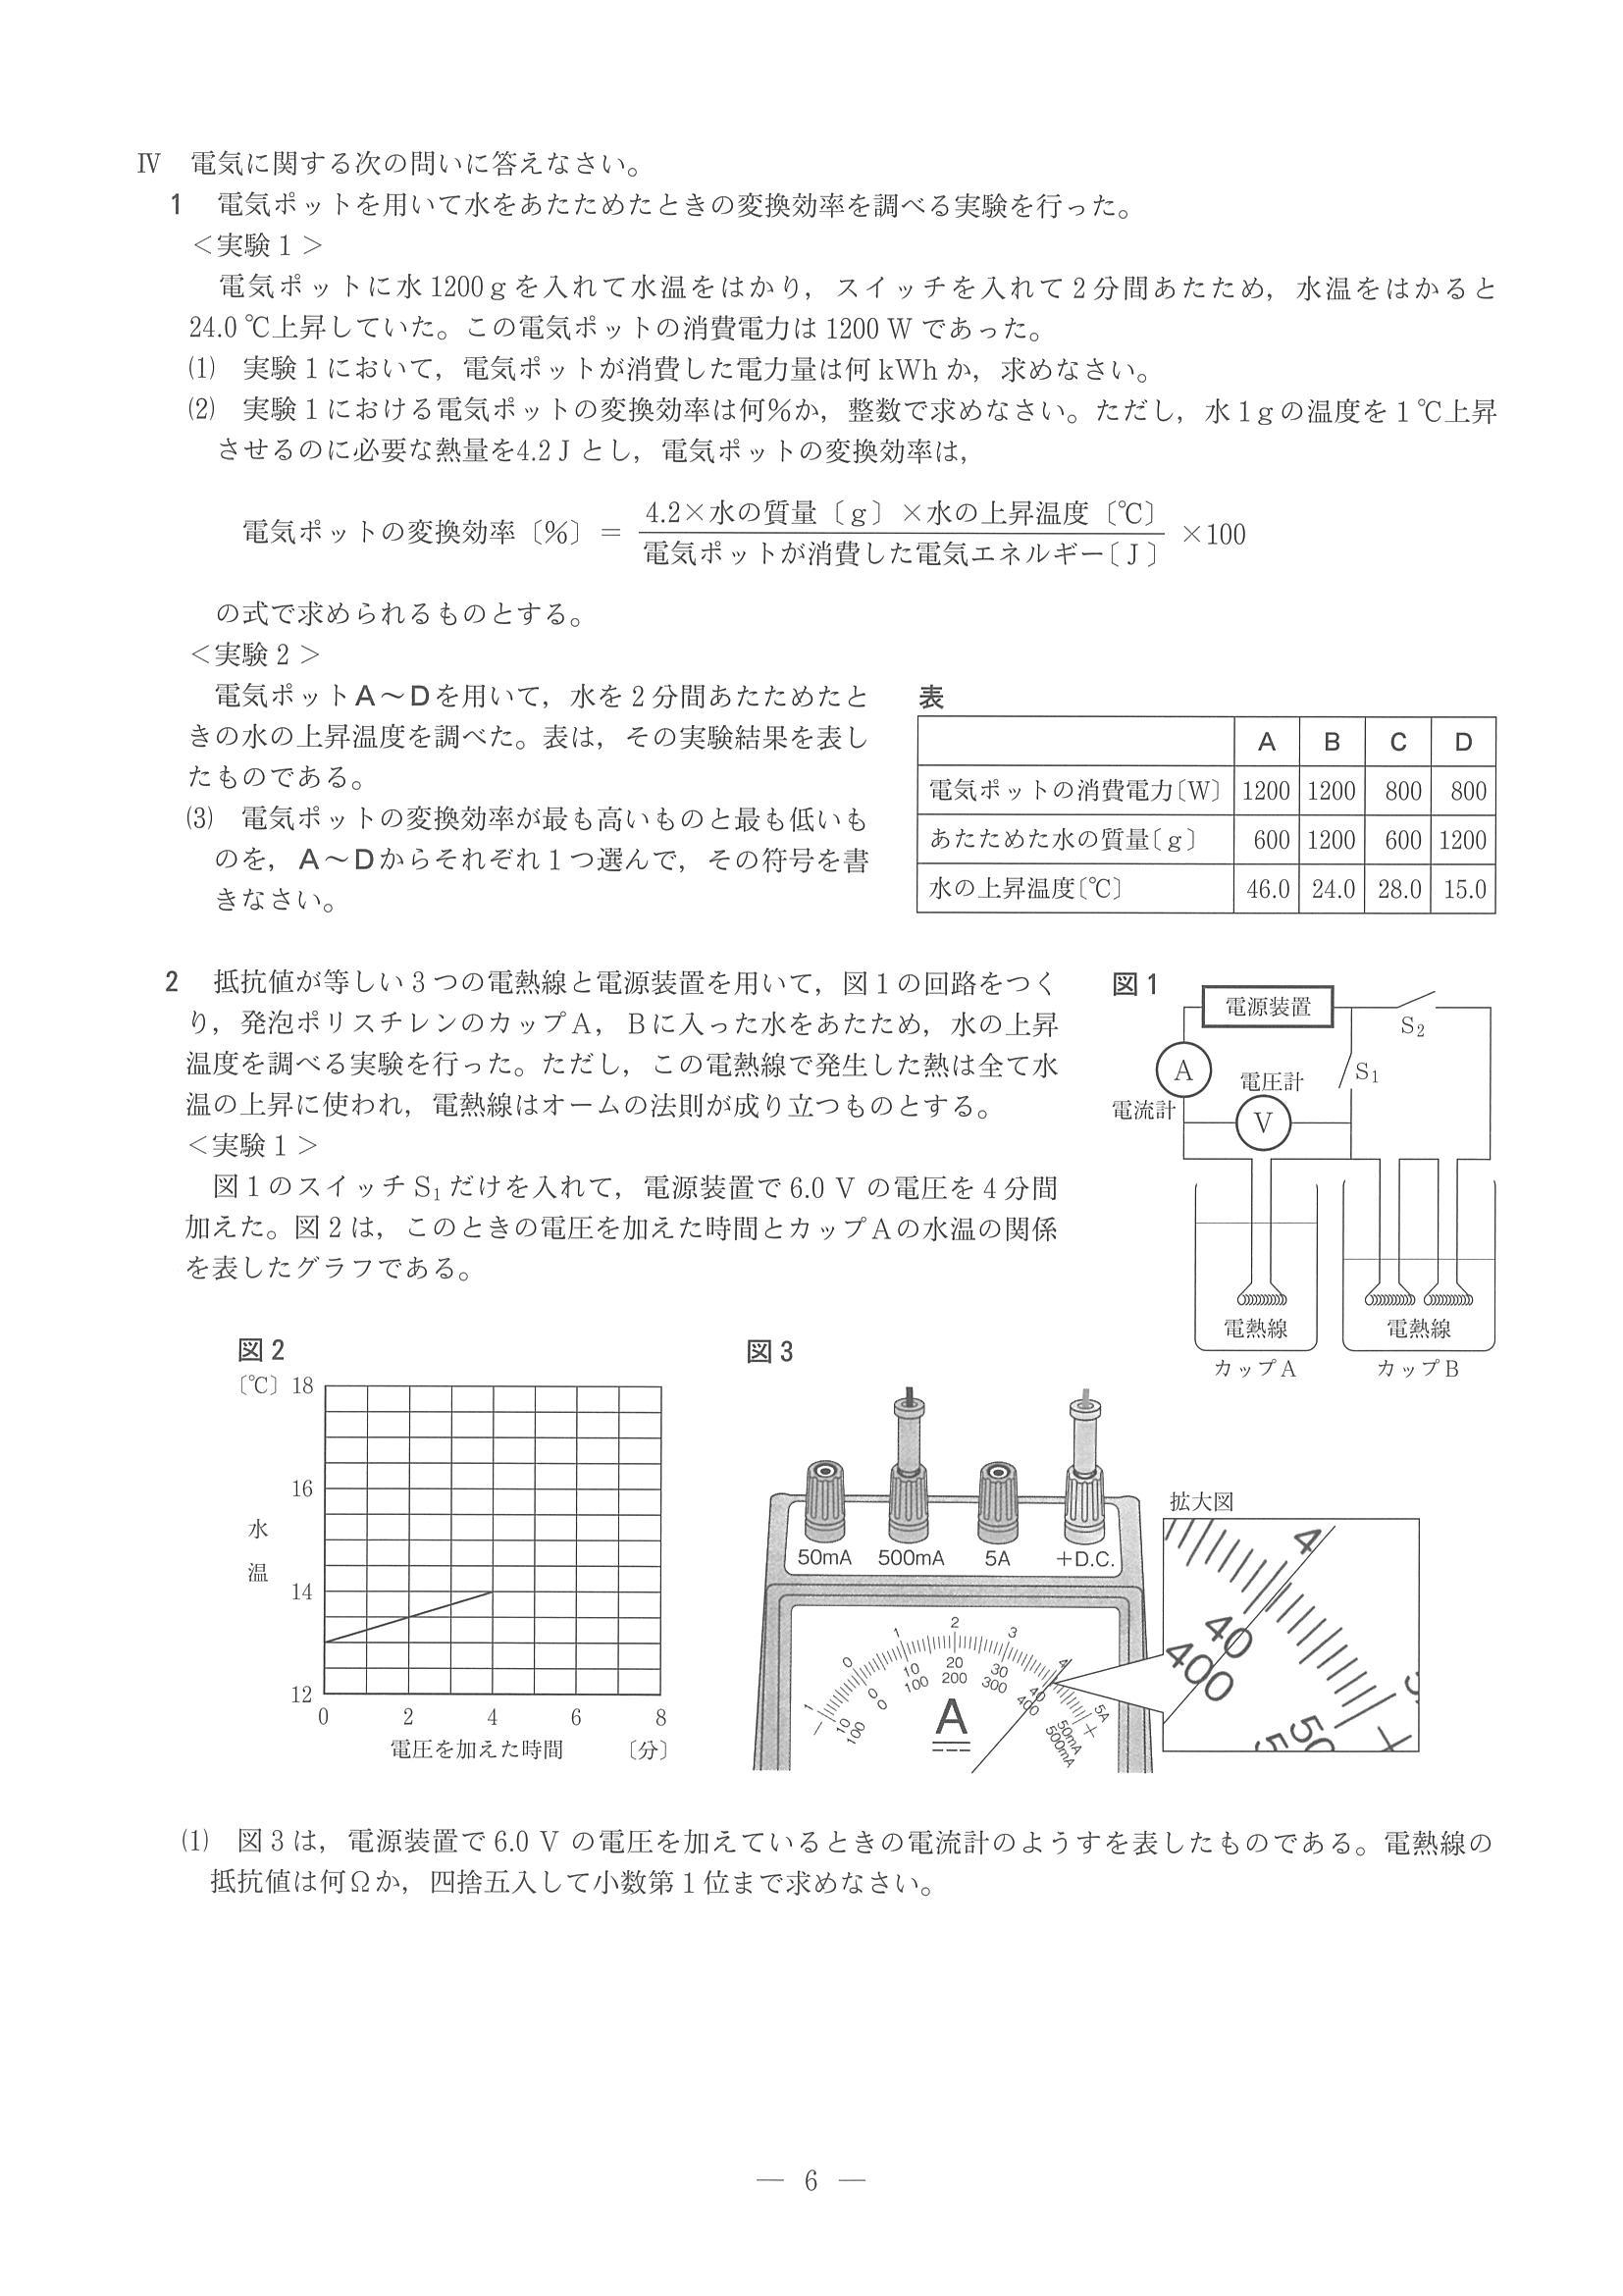 Ⅳ　電気に関する次の問いに答えなさい。
1　電気ポットを用いて水をあたためたときの変換効率を調べる実験を行った。
＜実験１＞
電気ポットに水1200ｇを入れて水温をはかり，スイッチを入れて２分間あたため，水温をはかると
24.0 ℃上昇していた。この電気ポットの消費電力は 1200 W であった。
⑴　実験１において，電気ポットが消費した電力量は何 kWh か，求めなさい。
⑵　実験１における電気ポットの変換効率は何％か，整数で求めなさい。ただし，水１ｇの温度を１℃上昇
させるのに必要な熱量を4.2Ｊとし，電気ポットの変換効率は，
電気ポットの変換効率〔％〕＝ 4.2×水の質量〔ｇ〕×水の上昇温度〔℃〕 ×100
電気ポットが消費した電気エネルギー〔Ｊ〕
の式で求められるものとする。
＜実験２＞
電気ポットA～Dを用いて，水を２分間あたためたと
きの水の上昇温度を調べた。表は，その実験結果を表し
たものである。
⑶　電気ポットの変換効率が最も高いものと最も低いも
のを，A～Dからそれぞれ１つ選んで，その符号を書
きなさい。
表
A B C D
電気ポットの消費電力〔W〕 1200 1200 800 800
あたためた水の質量〔ｇ〕 600 1200 600 1200
水の上昇温度〔℃〕 46.0 24.0 28.0 15.0
2　抵抗値が等しい３つの電熱線と電源装置を用いて，図１の回路をつく
り，発泡ポリスチレンのカップＡ，Ｂに入った水をあたため，水の上昇
温度を調べる実験を行った。ただし，この電熱線で発生した熱は全て水
温の上昇に使われ，電熱線はオームの法則が成り立つものとする。
＜実験１＞
図１のスイッチ S₁ だけを入れて，電源装置で 6.0 V の電圧を４分間
加えた。図２は，このときの電圧を加えた時間とカップＡの水温の関係
を表したグラフである。
図1
電源装置
S₂
A
電圧計
S₁
電流計
V
電熱線
電熱線
カップＡ
カップＢ
図2
〔℃〕
18
16
14
12
水温
0 2 4 6 8
電圧を加えた時間　〔分〕
図3
50mA 500mA 5A +D.C.
1 0 1 2 3 4 5A
10 0 10 20 30 40 50mA
100 0 100 200 300 400 500mA
A
拡大図
4
40
400
50
⑴　図３は，電源装置で 6.0 V の電圧を加えているときの電流計のようすを表したものである。電熱線の
抵抗値は何Ωか，四捨五入して小数第１位まで求めなさい。
― 6 ―